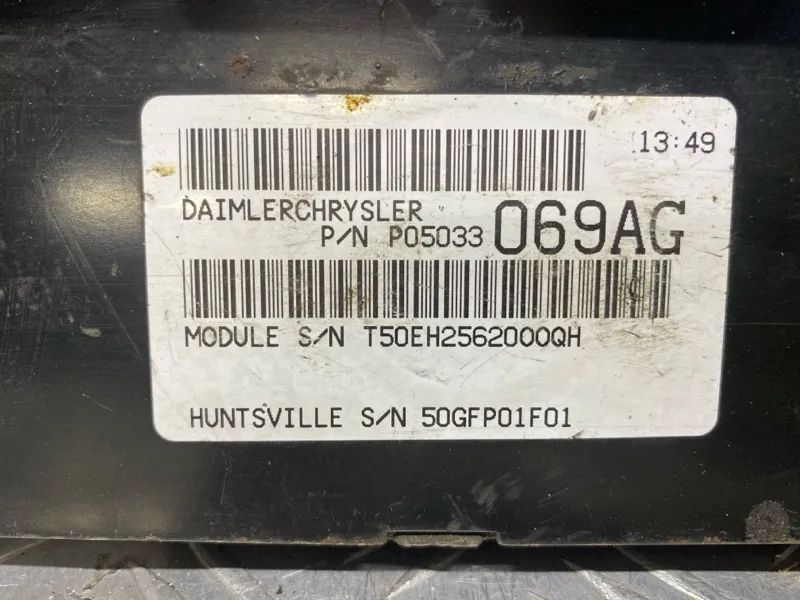 13:49
DAIMLERCHRYSLER
P/N P05033 069AG
MODULE S/N T50EH2562000QH
HUNTSVILLE S/N 50GFP01F01